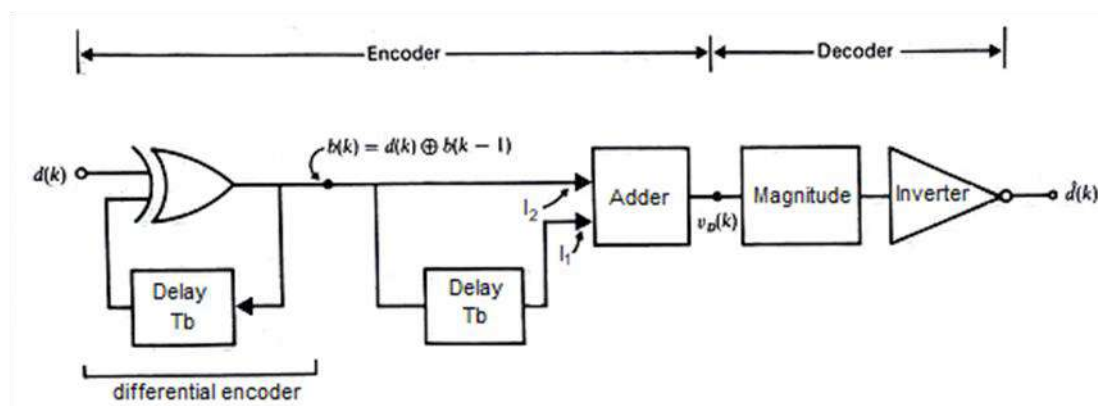 Encoder
Decoder
b(k) = d(k) ⊕ b(k − 1)
d(k)
I2
Adder
Magnitude
Inverter
d̂(k)
vD(k)
I1
Delay
Tb
Delay
Tb
differential encoder